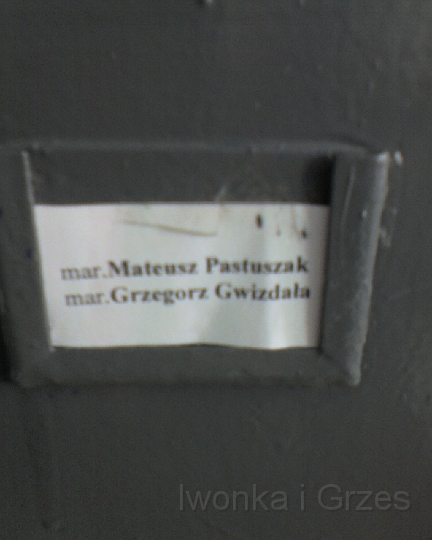 mar.Mateusz Pastuszak
mar.Grzegorz Gwizdała
Iwonka i Grzes